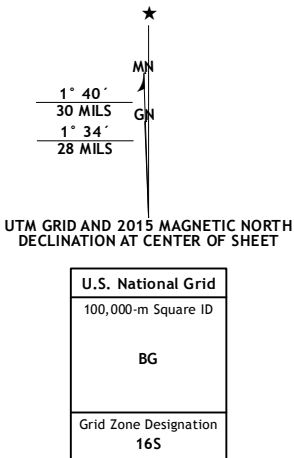 ★
MN
1° 40´
30 MILS
GN
1° 34´
28 MILS
UTM GRID AND 2015 MAGNETIC NORTH
DECLINATION AT CENTER OF SHEET
U.S. National Grid
100,000-m Square ID
BG
Grid Zone Designation
16S